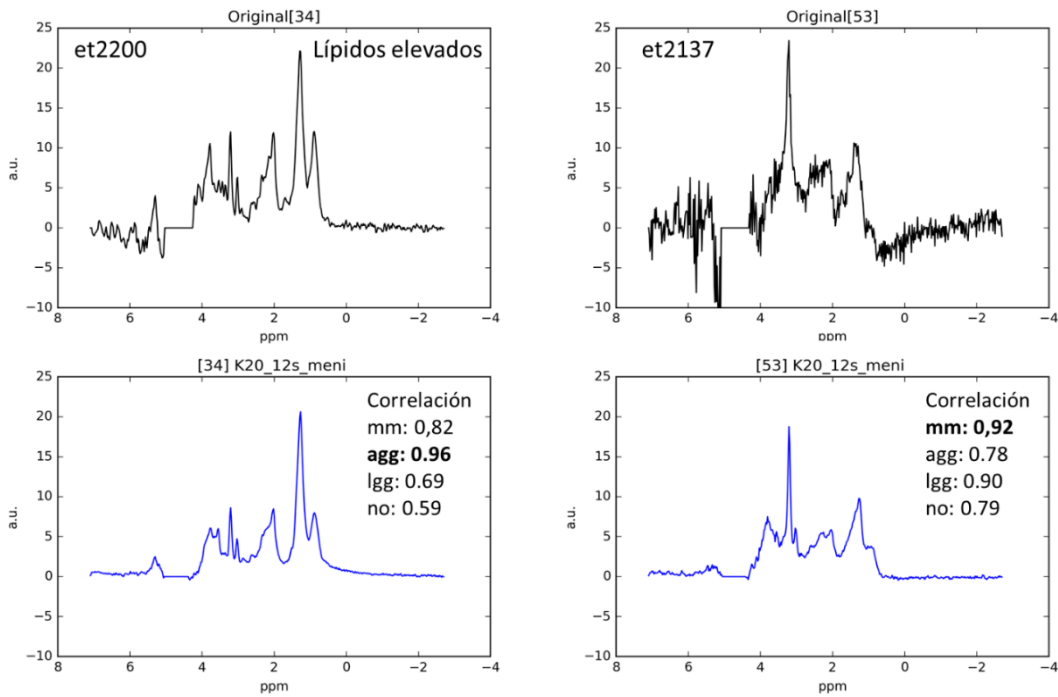 Original[34]
et2200
Lípidos elevados
25
20
15
10
5
0
−5
−10
a.u.
8
6
4
2
0
−2
−4
ppm
Original[53]
et2137
25
20
15
10
5
0
−5
−10
a.u.
8
6
4
2
0
−2
−4
ppm
[34] K20_12s_meni
Correlación
mm: 0,82
agg: 0.96
lgg: 0.69
no: 0.59
25
20
15
10
5
0
−5
−10
a.u.
8
6
4
2
0
−2
−4
ppm
[53] K20_12s_meni
Correlación
mm: 0,92
agg: 0.78
lgg: 0.90
no: 0.79
25
20
15
10
5
0
−5
−10
a.u.
8
6
4
2
0
−2
−4
ppm